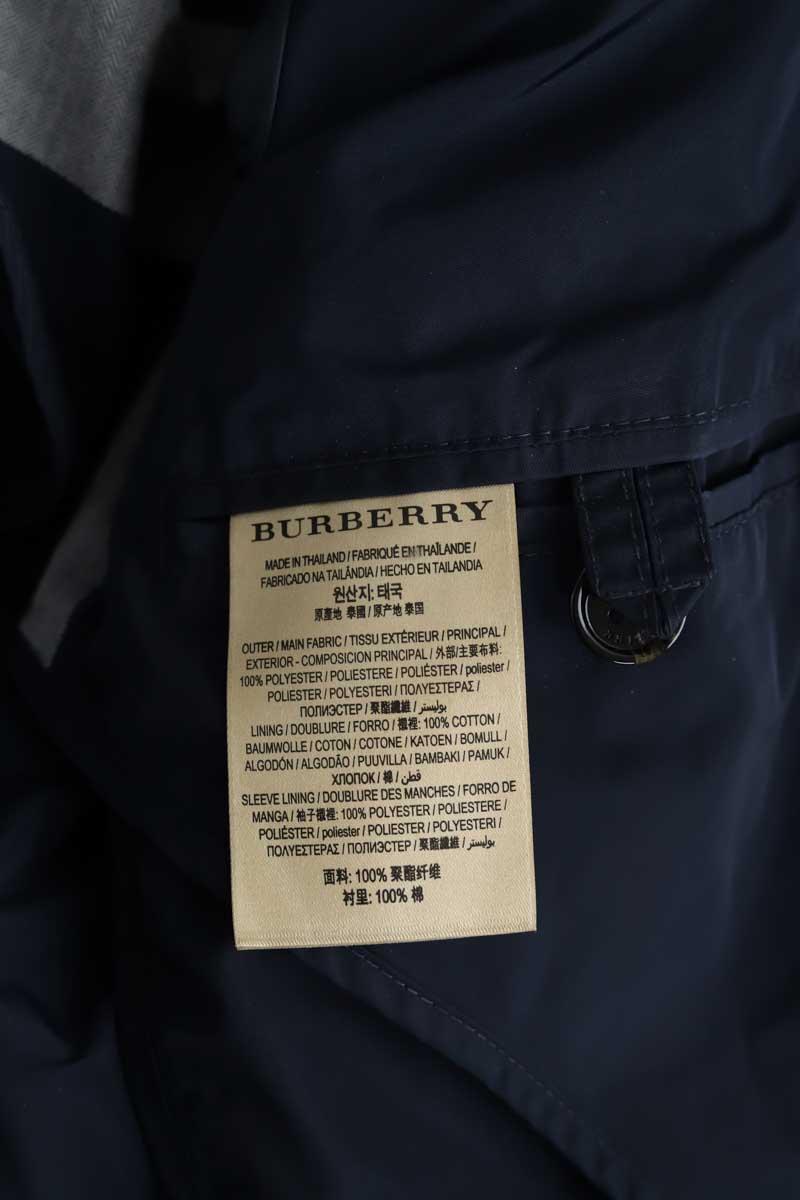 BURBERRY
MADE IN THAILAND / FABRIQUÉ EN THAÏLANDE /
FABRICADO NA TAILÂNDIA / HECHO EN TAILANDIA
원산지: 태국
原產地 泰國 / 原产地 泰国
OUTER / MAIN FABRIC / TISSU EXTÉRIEUR / PRINCIPAL /
EXTERIOR - COMPOSICION PRINCIPAL / 外部/主要布料:
100% POLYESTER / POLIESTERE / POLIÉSTER / poliester /
POLIESTER / POLYESTERI / ΠΟΛΥΕΣΤΕΡΑΣ /
ПОЛИЭСТЕР / 聚酯纖維 / بوليستر /
LINING / DOUBLURE / FORRO / 襯裡: 100% COTTON /
BAUMWOLLE / COTON / COTONE / KATOEN / BOMULL /
ALGODÓN / ALGODÃO / PUUVILLA / BAMBAKI / PAMUK /
ХЛОПОК / 棉 / قطن /
SLEEVE LINING / DOUBLURE DES MANCHES / FORRO DE
MANGA / 袖子襯裡: 100% POLYESTER / POLIESTERE /
POLIÉSTER / poliester / POLIESTER / POLYESTERI /
ΠΟΛΥΕΣΤΕΡΑΣ / ПОЛИЭСТЕР / 聚酯纖維 / بوليستر /
面料: 100% 聚酯纤维
衬里: 100% 棉